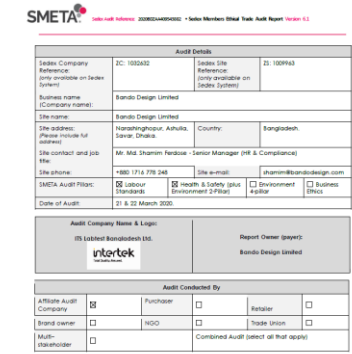 SMETA Sedex Audit Reference: 2020BSDAA408543602 • Sedex Members Ethical Trade Audit Report Version 6.1
Audit Details
Sedex Company Reference: (only available on Sedex System) ZC: 1032632 Sedex Site Reference: (only available on Sedex System) ZS: 1009963
Business name (Company name): Bando Design Limited
Site name: Bando Design Limited
Site address: (Please include full address) Narashinghopur, Ashulia, Savar, Dhaka. Country: Bangladesh.
Site contact and job title: Mr. Md. Shamim Ferdose - Senior Manager (HR & Compliance)
Site phone: +880 1716 778 248 Site e-mail: shamim@bandodesign.com
SMETA Audit Pillars: ☒ Labour Standards ☒ Health & Safety (plus Environment 2-Pillar) ☐ Environment 4-pillar ☐ Business Ethics
Date of Audit: 21 & 22 March 2020.
Audit Company Name & Logo:
ITS Labtest Bangladesh Ltd.
intertek
Total Quality. Assured.
Report Owner (payer):
Bando Design Limited
Audit Conducted By
Affiliate Audit Company ☒ Purchaser ☐ Retailer ☐
Brand owner ☐ NGO ☐ Trade Union ☐
Multi-stakeholder ☐ Combined Audit (select all that apply)